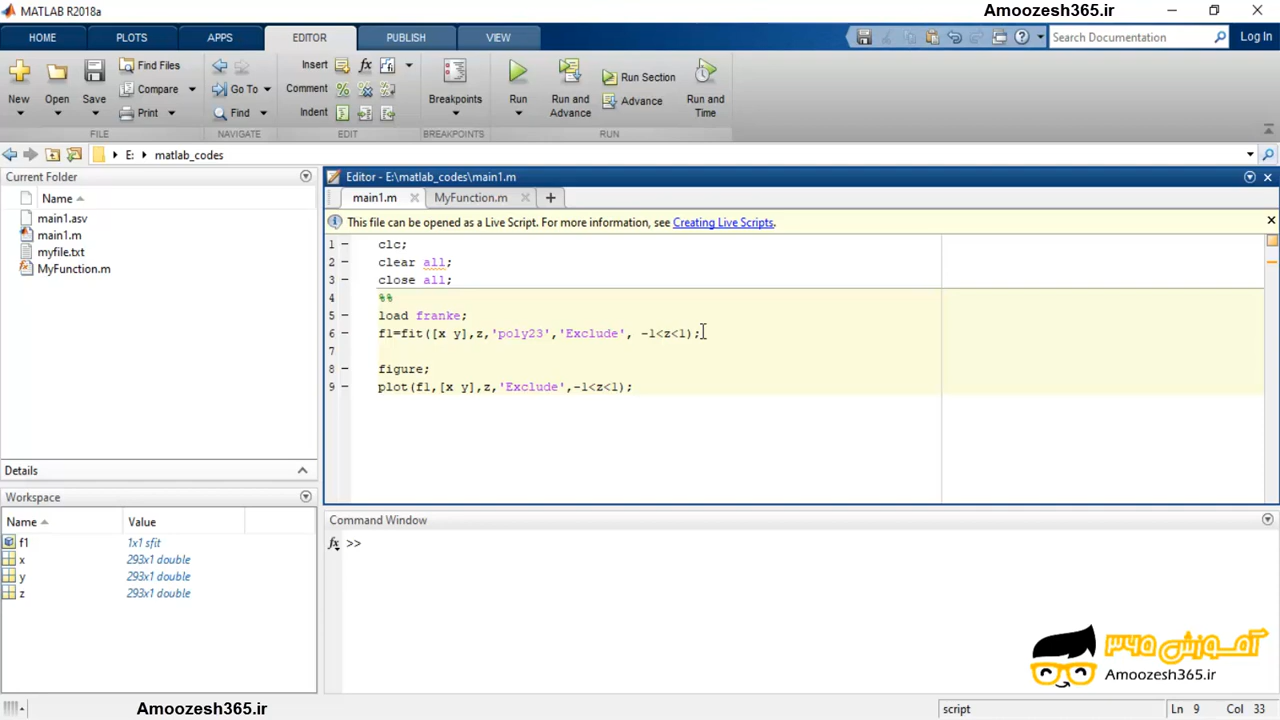 MATLAB R2018a
Amoozesh365.ir
HOME
PLOTS
APPS
EDITOR
PUBLISH
VIEW
Search Documentation
Log In
New
Open
Save
Find Files
Compare
Print
FILE
Go To
Find
NAVIGATE
Insert
fx
Comment
%
Indent
EDIT
Breakpoints
BREAKPOINTS
Run
Run and Advance
Run Section
Advance
Run and Time
RUN
E:
matlab_codes
Current Folder
Name
main1.asv
main1.m
myfile.txt
MyFunction.m
Details
Workspace
Name Value
f1 1x1 sfit
x 293x1 double
y 293x1 double
z 293x1 double
Editor - E:\matlab_codes\main1.m
main1.m
MyFunction.m
This file can be opened as a Live Script. For more information, see Creating Live Scripts.
1 – clc;
2 – clear all;
3 – close all;
4 %%
5 – load franke;
6 – f1=fit([x y],z,'poly23','Exclude', -1<z<1);
7
8 – figure;
9 – plot(f1,[x y],z,'Exclude',-1<z<1);
Command Window
fx >>
آموزش ۳۶۵
Amoozesh365.ir
Amoozesh365.ir
script
Ln 9 Col 33